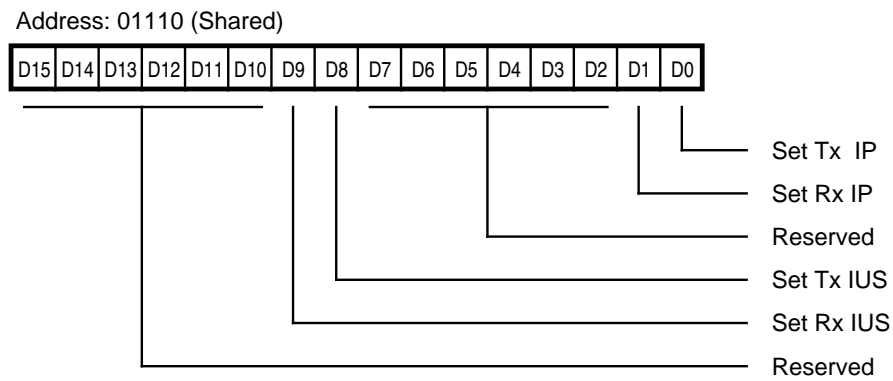 Address: 01110 (Shared)
D15 D14 D13 D12 D11 D10 D9 D8 D7 D6 D5 D4 D3 D2 D1 D0
Set Tx IP
Set Rx IP
Reserved
Set Tx IUS
Set Rx IUS
Reserved